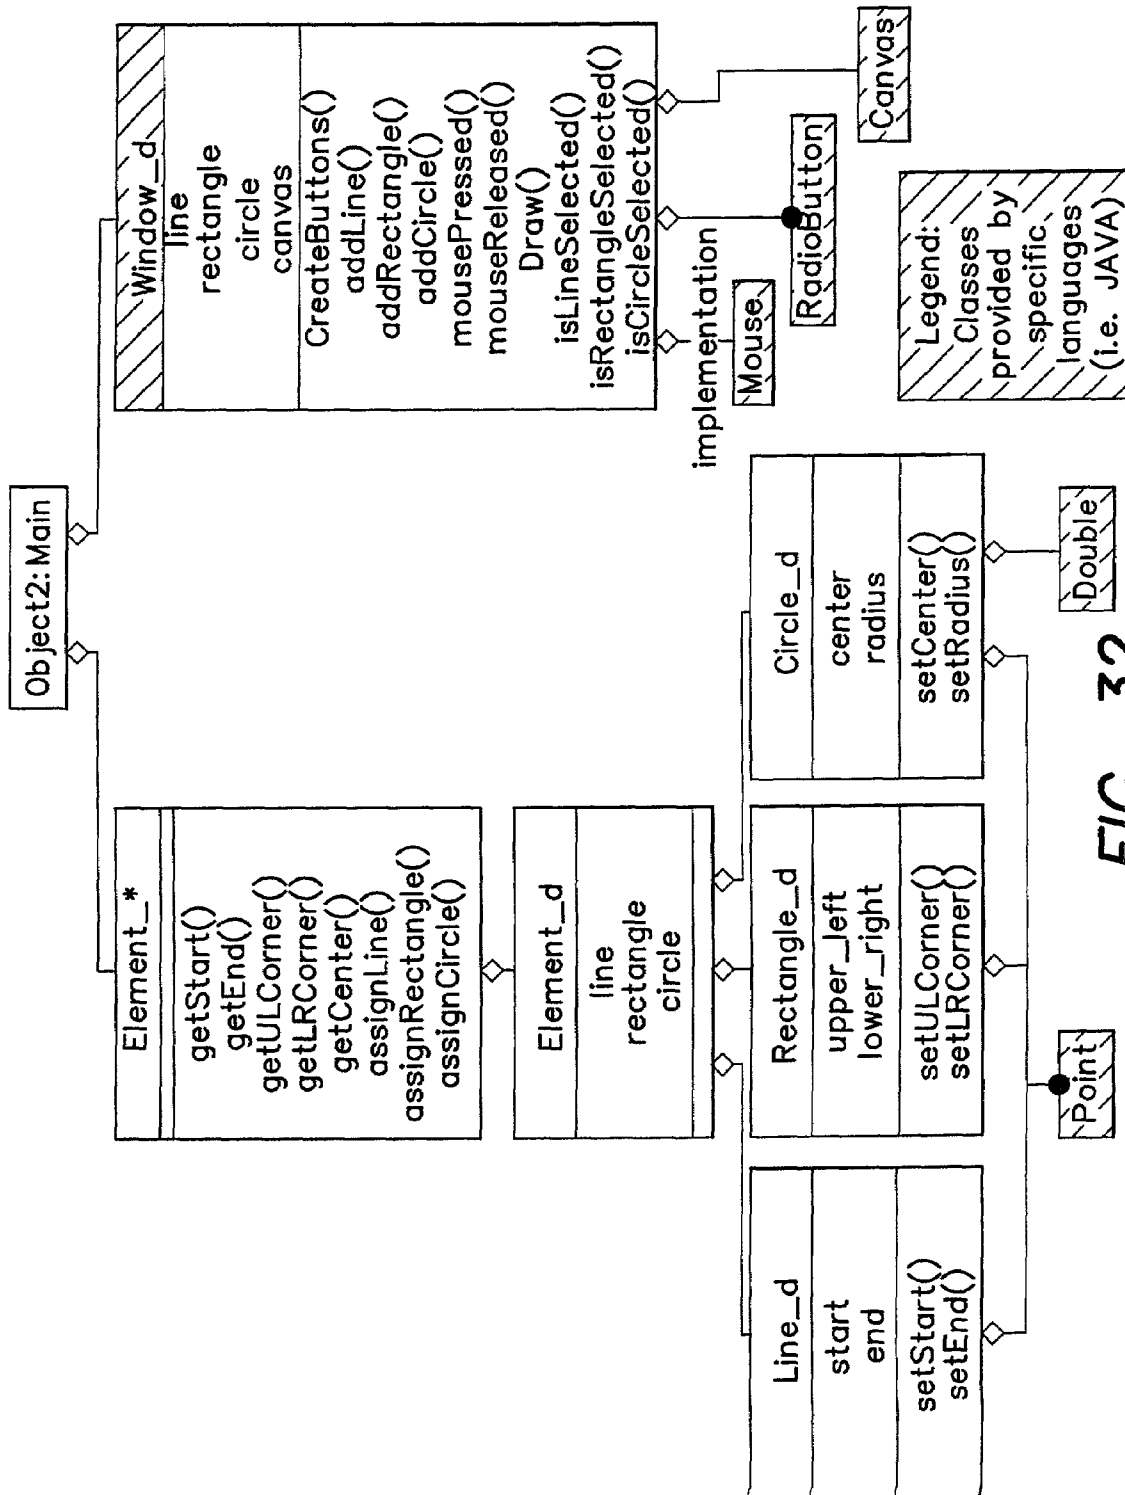 Object2: Main
Element_*
getStart()
getEnd()
getULCorner()
getLRCorner()
getCenter()
assignLine()
assignRectangle()
assignCircle()
Window_d
line
rectangle
circle
canvas
CreateButtons()
addLine()
addRectangle()
addCircle()
mousePressed()
mouseReleased()
Draw()
isLineSelected()
isRectangleSelected()
isCircleSelected()
Element_d
line
rectangle
circle
implementation
Mouse
RadioButton
Canvas
Line_d
start
end
setStart()
setEnd()
Rectangle_d
upper_left
lower_right
setULCorner()
setLRCorner()
Circle_d
center
radius
setCenter()
setRadius()
Point
Double
Legend:
Classes
provided by
specific
languages
(i.e. JAVA)
FIG. 32